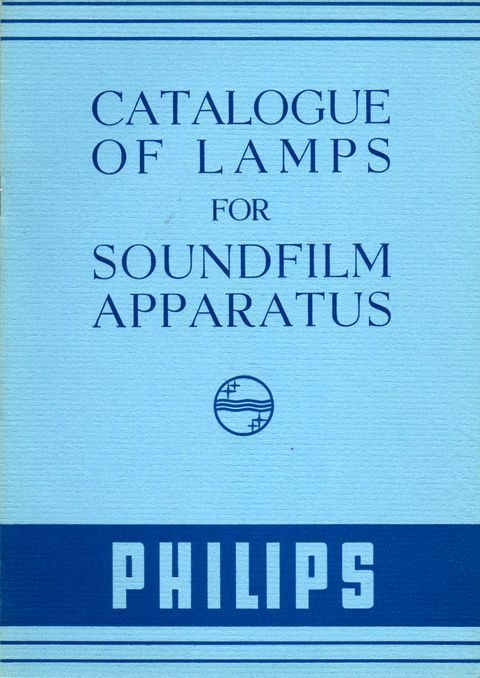 CATALOGUE
OF LAMPS
FOR
SOUNDFILM
APPARATUS
PHILIPS